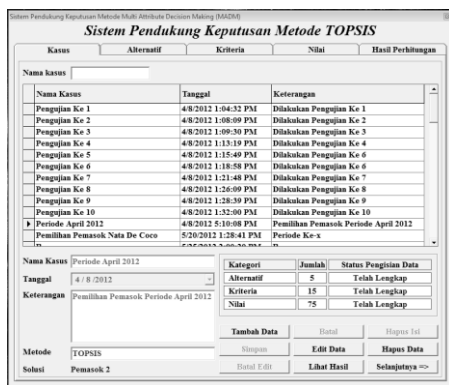 Sistem Pendukung Keputusan Metode Multi Attribute Decision Making (MADM)
Sistem Pendukung Keputusan Metode TOPSIS
Kasus Alternatif Kriteria Nilai Hasil Perhitungan
Nama kasus
Nama Kasus Tanggal Keterangan
Pengujian Ke 1 4/8/2012 1:04:32 PM Dilakukan Pengujian Ke 1
Pengujian Ke 2 4/8/2012 1:08:09 PM Dilakukan Pengujian Ke 2
Pengujian Ke 3 4/8/2012 1:09:30 PM Dilakukan Pengujian Ke 3
Pengujian Ke 4 4/8/2012 1:13:19 PM Dilakukan Pengujian Ke 4
Pengujian Ke 5 4/8/2012 1:15:49 PM Dilakukan Pengujian Ke 6
Pengujian Ke 6 4/8/2012 1:18:58 PM Dilakukan Pengujian Ke 6
Pengujian Ke 7 4/8/2012 1:21:48 PM Dilakukan Pengujian Ke 7
Pengujian Ke 8 4/8/2012 1:26:09 PM Dilakukan Pengujian Ke 8
Pengujian Ke 9 4/8/2012 1:28:39 PM Dilakukan Pengujian Ke 9
Pengujian Ke 10 4/8/2012 1:32:00 PM Dilakukan Pengujian Ke 10
Periode April 2012 4/8/2012 5:10:08 PM Pemilihan Pemasok Periode April 2012
Pemilihan Pemasok Nata De Coco 5/20/2012 1:28:41 PM Periode Ke-x
Nama Kasus Periode April 2012
Tanggal 4 / 8 /2012
Keterangan Pemilihan Pemasok Periode April 2012
Metode TOPSIS
Solusi Pemasok 2
Kategori Jumlah Status Pengisian Data
Alternatif 5 Telah Lengkap
Kriteria 15 Telah Lengkap
Nilai 75 Telah Lengkap
Tambah Data Batal Hapus Isi
Simpan Edit Data Hapus Data
Batal Edit Lihat Hasil Selanjutnya =>